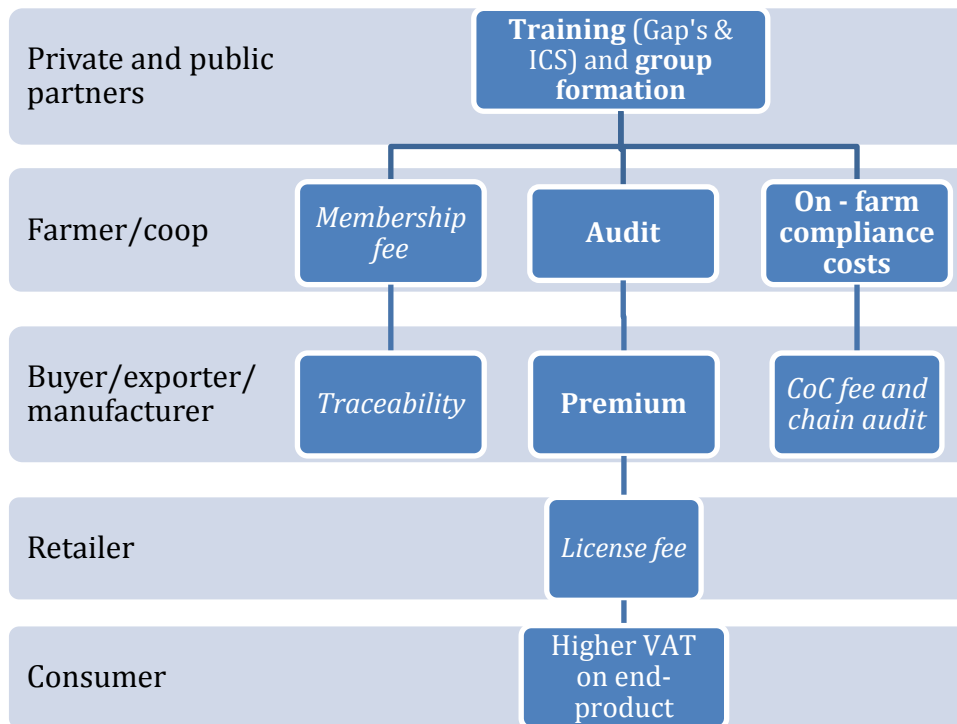 Private and public
partners
Training (Gap's &
ICS) and group
formation
Farmer/coop
Membership
fee
Audit
On - farm
compliance
costs
Buyer/exporter/
manufacturer
Traceability
Premium
CoC fee and
chain audit
Retailer
License fee
Consumer
Higher VAT
on end-
product